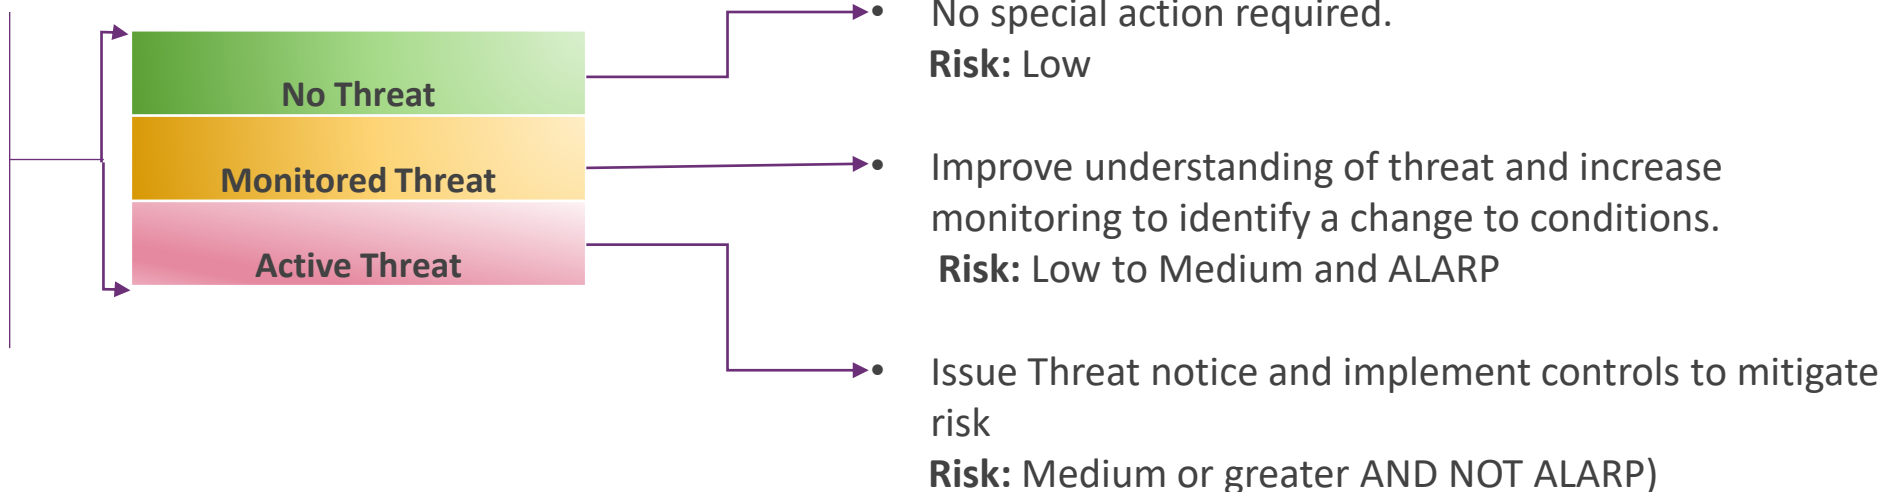 No Threat
Monitored Threat
Active Threat
• No special action required.
Risk: Low
• Improve understanding of threat and increase
monitoring to identify a change to conditions.
Risk: Low to Medium and ALARP
• Issue Threat notice and implement controls to mitigate
risk
Risk: Medium or greater AND NOT ALARP)